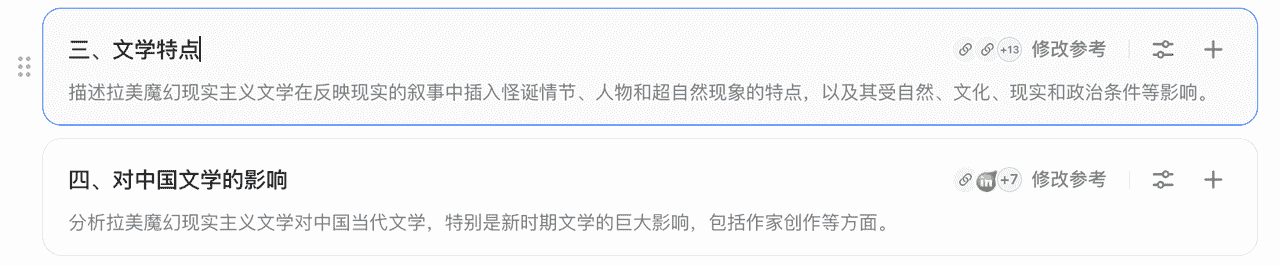 三、文学特点
+13 修改参考
描述拉美魔幻现实主义文学在反映现实的叙事中插入怪诞情节、人物和超自然现象的特点，以及其受自然、文化、现实和政治条件等影响。
四、对中国文学的影响
in +7 修改参考
分析拉美魔幻现实主义文学对中国当代文学，特别是新时期文学的巨大影响，包括作家创作等方面。